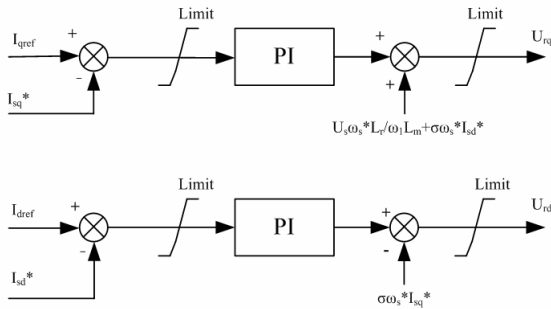 Limit
I_qref
+
PI
+
U_rq
-
+
I_sq*
U_sω_s*L_r/ω_1L_m+σω_s*I_sd*
Limit
Limit
I_dref
+
PI
+
U_rd
-
-
I_sd*
σω_s*I_sq*
Limit